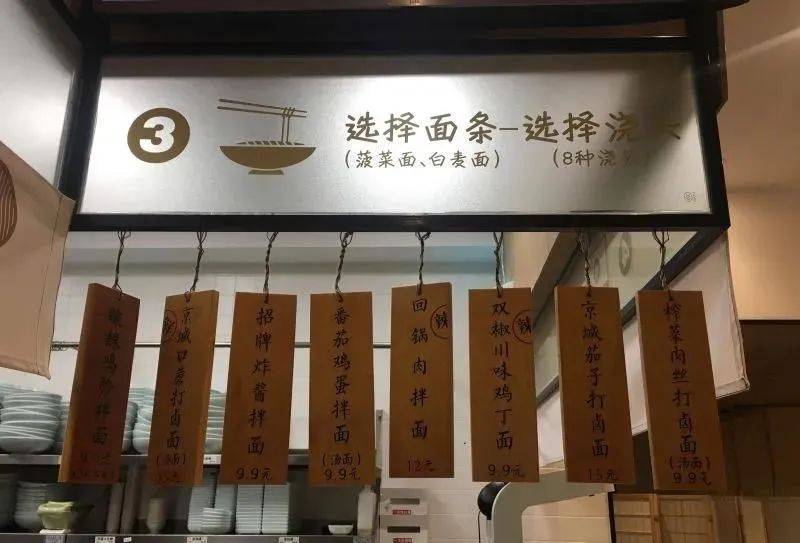 3
选择面条-选择浇头
(菠菜面、白麦面)
(8种浇头)
拌面
京城口蘑打卤面
(汤面)
招牌炸酱拌面
9.9元
番茄鸡蛋拌面
(汤面)
9.9元
回锅肉拌面
辣
12元
双椒川味鸡丁面
辣
9.9元
京城茄子打卤面
15元
榨菜肉丝打卤面
(汤面)
9.9元